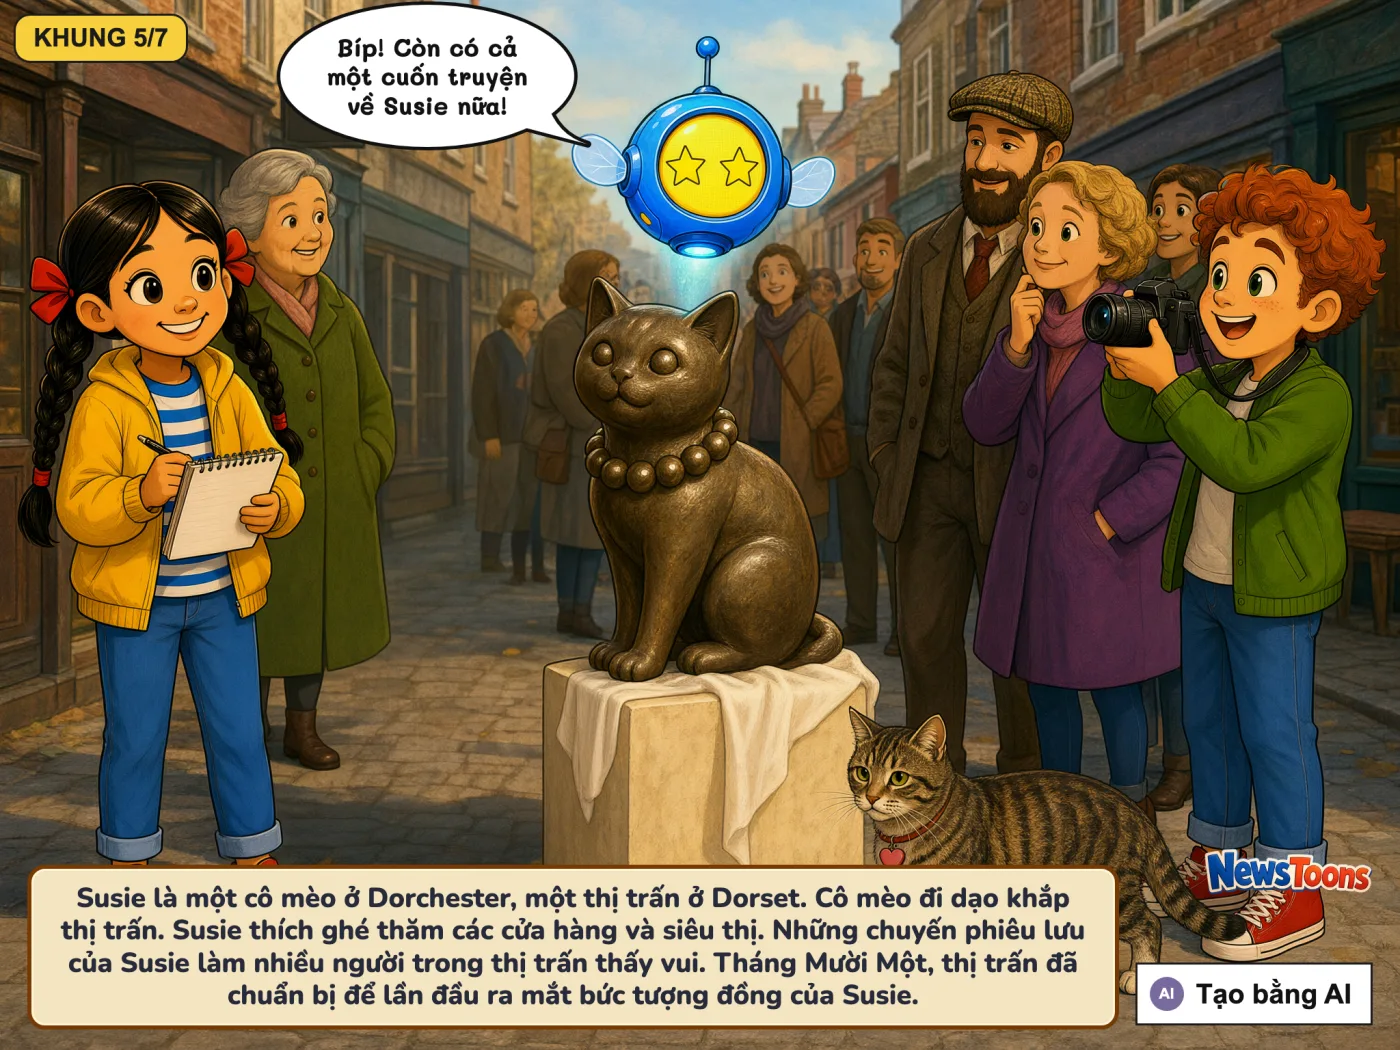 KHUNG 5/7
Bíp! Còn có cả
một cuốn truyện
về Susie nữa!
Susie là một cô mèo ở Dorchester, một thị trấn ở Dorset. Cô mèo đi dạo khắp
thị trấn. Susie thích ghé thăm các cửa hàng và siêu thị. Những chuyến phiêu lưu
của Susie làm nhiều người trong thị trấn thấy vui. Tháng Mười Một, thị trấn đã
chuẩn bị để lần đầu ra mắt bức tượng đồng của Susie.
NewsToons
AI Tạo bằng AI